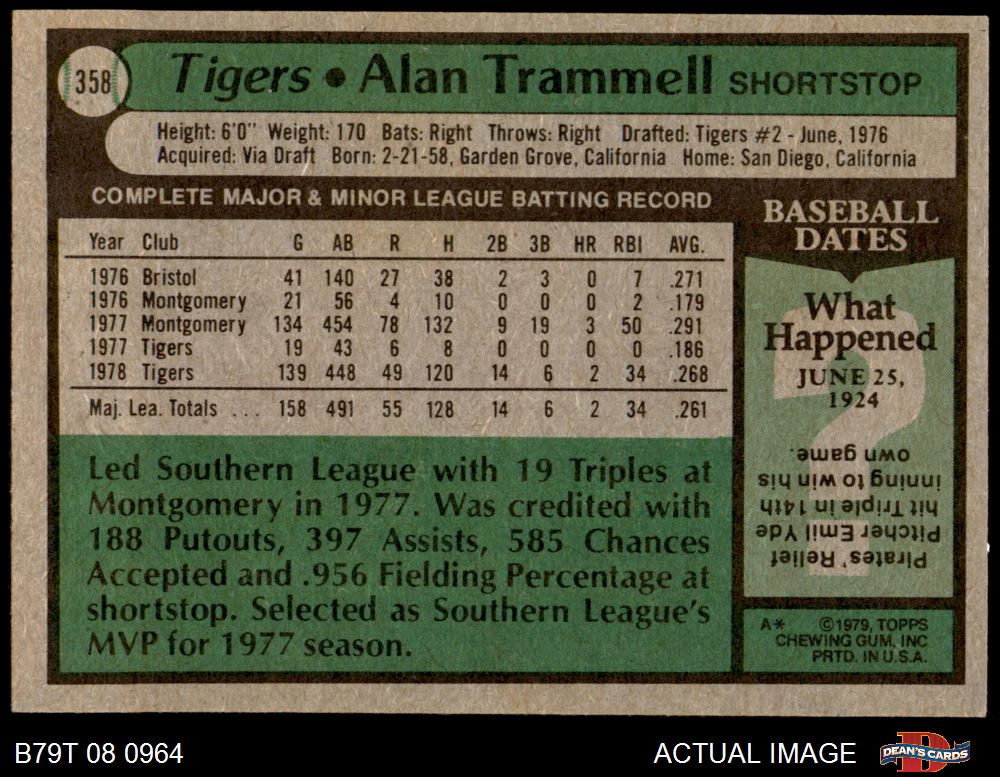 358
Tigers • Alan Trammell SHORTSTOP
Height: 6'0" Weight: 170 Bats: Right Throws: Right Drafted: Tigers #2 - June, 1976
Acquired: Via Draft Born: 2-21-58, Garden Grove, California Home: San Diego, California
COMPLETE MAJOR & MINOR LEAGUE BATTING RECORD
Year Club G AB R H 2B 3B HR RBI AVG.
1976 Bristol 41 140 27 38 2 3 0 7 .271
1976 Montgomery 21 56 4 10 0 0 0 2 .179
1977 Montgomery 134 454 78 132 9 19 3 50 .291
1977 Tigers 19 43 6 8 0 0 0 0 .186
1978 Tigers 139 448 49 120 14 6 2 34 .268
Maj. Lea. Totals ... 158 491 55 128 14 6 2 34 .261
Led Southern League with 19 Triples at
Montgomery in 1977. Was credited with
188 Putouts, 397 Assists, 585 Chances
Accepted and .956 Fielding Percentage at
shortstop. Selected as Southern League's
MVP for 1977 season.
BASEBALL
DATES
What
Happened
JUNE 25,
1924
Pirates' Relief
Pitcher Emil Yde
hit Triple in 14th
inning to win his
own game.
A* ©1979, TOPPS
CHEWING GUM, INC
PRTD. IN U.S.A.
B79T 08 0964
ACTUAL IMAGE
DEAN'S CARDS